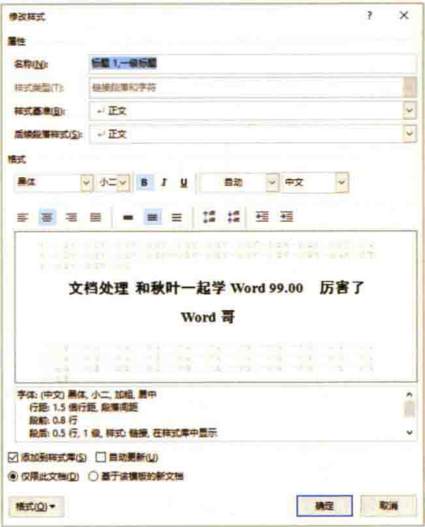 修改样式 ? ×
属性
名称(N): 标题 1,一级标题
样式类型(T): 链接段落和字符
样式基准(B): ↵ 正文
后续段落样式(S): ↵ 正文
格式
黑体 小二 B I U 自动 中文
文档处理 和秋叶一起学 Word 99.00 厉害了
Word 哥
字体: (中文) 黑体, 小二, 加粗, 居中
行距: 1.5 倍行距, 段落间距
段前: 0.8 行
段后: 0.5 行, 1 级, 样式: 链接, 在样式库中显示
添加到样式库(S) 自动更新(U)
仅限此文档(D) 基于该模板的新文档
格式(O) 确定 取消